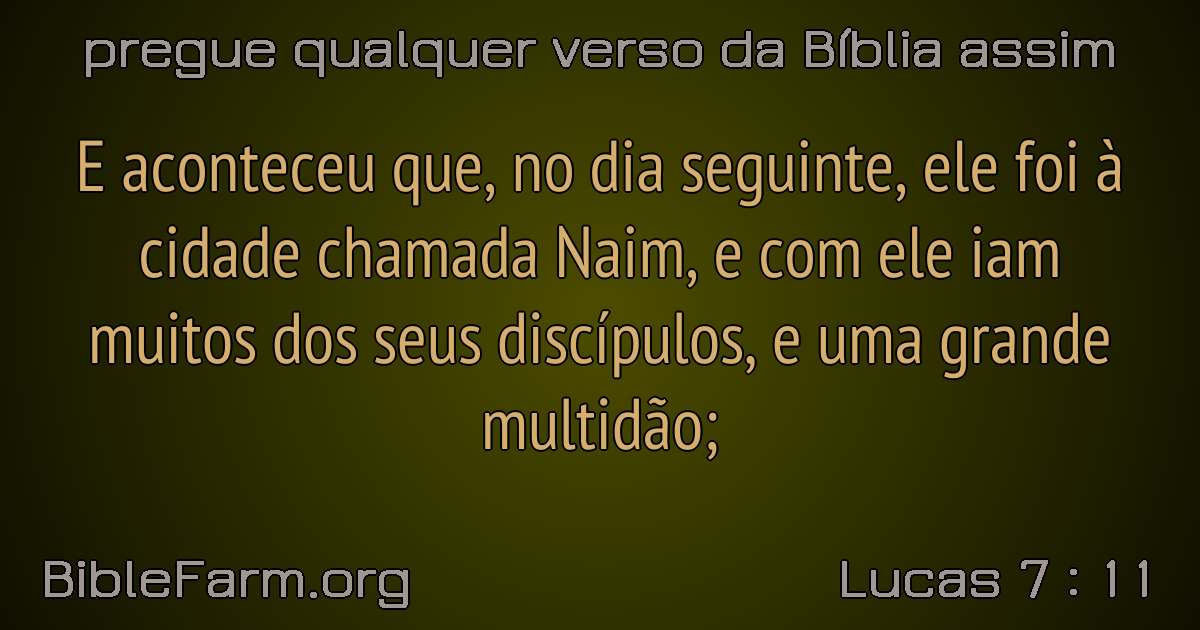 pregue qualquer verso da Bíblia assim
E aconteceu que, no dia seguinte, ele foi à
cidade chamada Naim, e com ele iam
muitos dos seus discípulos, e uma grande
multidão;
BibleFarm.org
Lucas 7 : 11